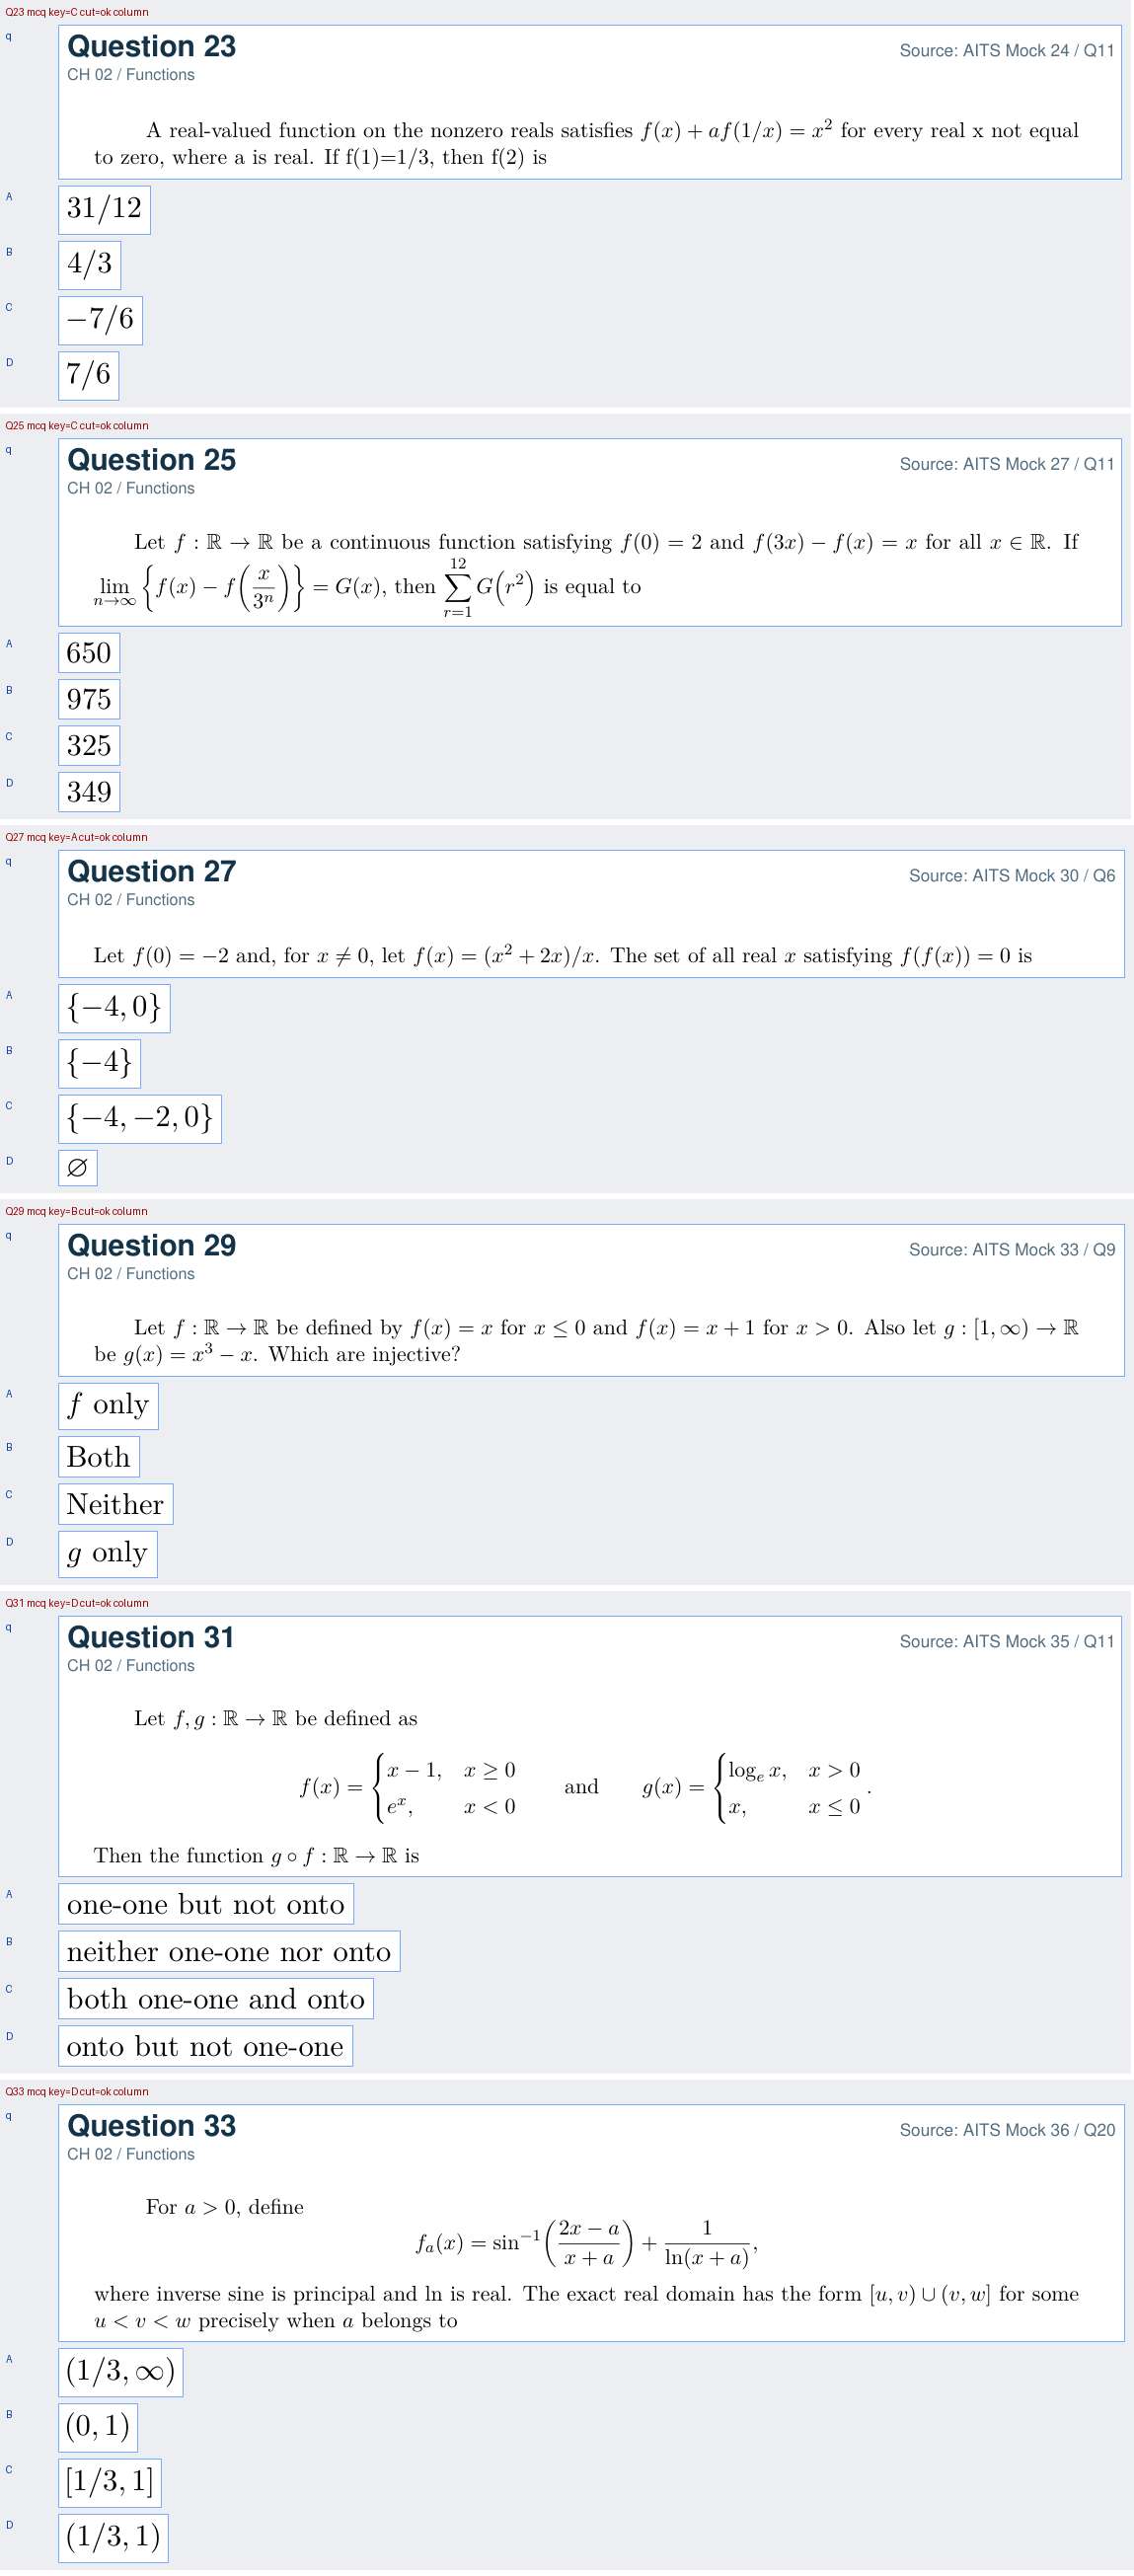 Q23 mcq key=C cut=ok column
q
Question 23
Source: AITS Mock 24 / Q11
CH 02 / Functions
A real-valued function on the nonzero reals satisfies f(x) + af(1/x) = x² for every real x not equal
to zero, where a is real. If f(1)=1/3, then f(2) is
A
31/12
B
4/3
C
−7/6
D
7/6
Q25 mcq key=C cut=ok column
q
Question 25
Source: AITS Mock 27 / Q11
CH 02 / Functions
Let f : ℝ → ℝ be a continuous function satisfying f(0) = 2 and f(3x) − f(x) = x for all x ∈ ℝ. If
lim_{n→∞} {f(x) − f(x/3ⁿ)} = G(x), then ∑_{r=1}^{12} G(r²) is equal to
A
650
B
975
C
325
D
349
Q27 mcq key=A cut=ok column
q
Question 27
Source: AITS Mock 30 / Q6
CH 02 / Functions
Let f(0) = −2 and, for x ≠ 0, let f(x) = (x² + 2x)/x. The set of all real x satisfying f(f(x)) = 0 is
A
{−4, 0}
B
{−4}
C
{−4, −2, 0}
D
∅
Q29 mcq key=B cut=ok column
q
Question 29
Source: AITS Mock 33 / Q9
CH 02 / Functions
Let f : ℝ → ℝ be defined by f(x) = x for x ≤ 0 and f(x) = x + 1 for x > 0. Also let g : [1, ∞) → ℝ
be g(x) = x³ − x. Which are injective?
A
f only
B
Both
C
Neither
D
g only
Q31 mcq key=D cut=ok column
q
Question 31
Source: AITS Mock 35 / Q11
CH 02 / Functions
Let f, g : ℝ → ℝ be defined as
f(x) = { x − 1, x ≥ 0; eˣ, x < 0 and g(x) = { logₑ x, x > 0; x, x ≤ 0 .
Then the function g ∘ f : ℝ → ℝ is
A
one-one but not onto
B
neither one-one nor onto
C
both one-one and onto
D
onto but not one-one
Q33 mcq key=D cut=ok column
q
Question 33
Source: AITS Mock 36 / Q20
CH 02 / Functions
For a > 0, define
fₐ(x) = sin⁻¹((2x − a)/(x + a)) + 1/ln(x + a),
where inverse sine is principal and ln is real. The exact real domain has the form [u, v) ∪ (v, w] for some
u < v < w precisely when a belongs to
A
(1/3, ∞)
B
(0, 1)
C
[1/3, 1]
D
(1/3, 1)